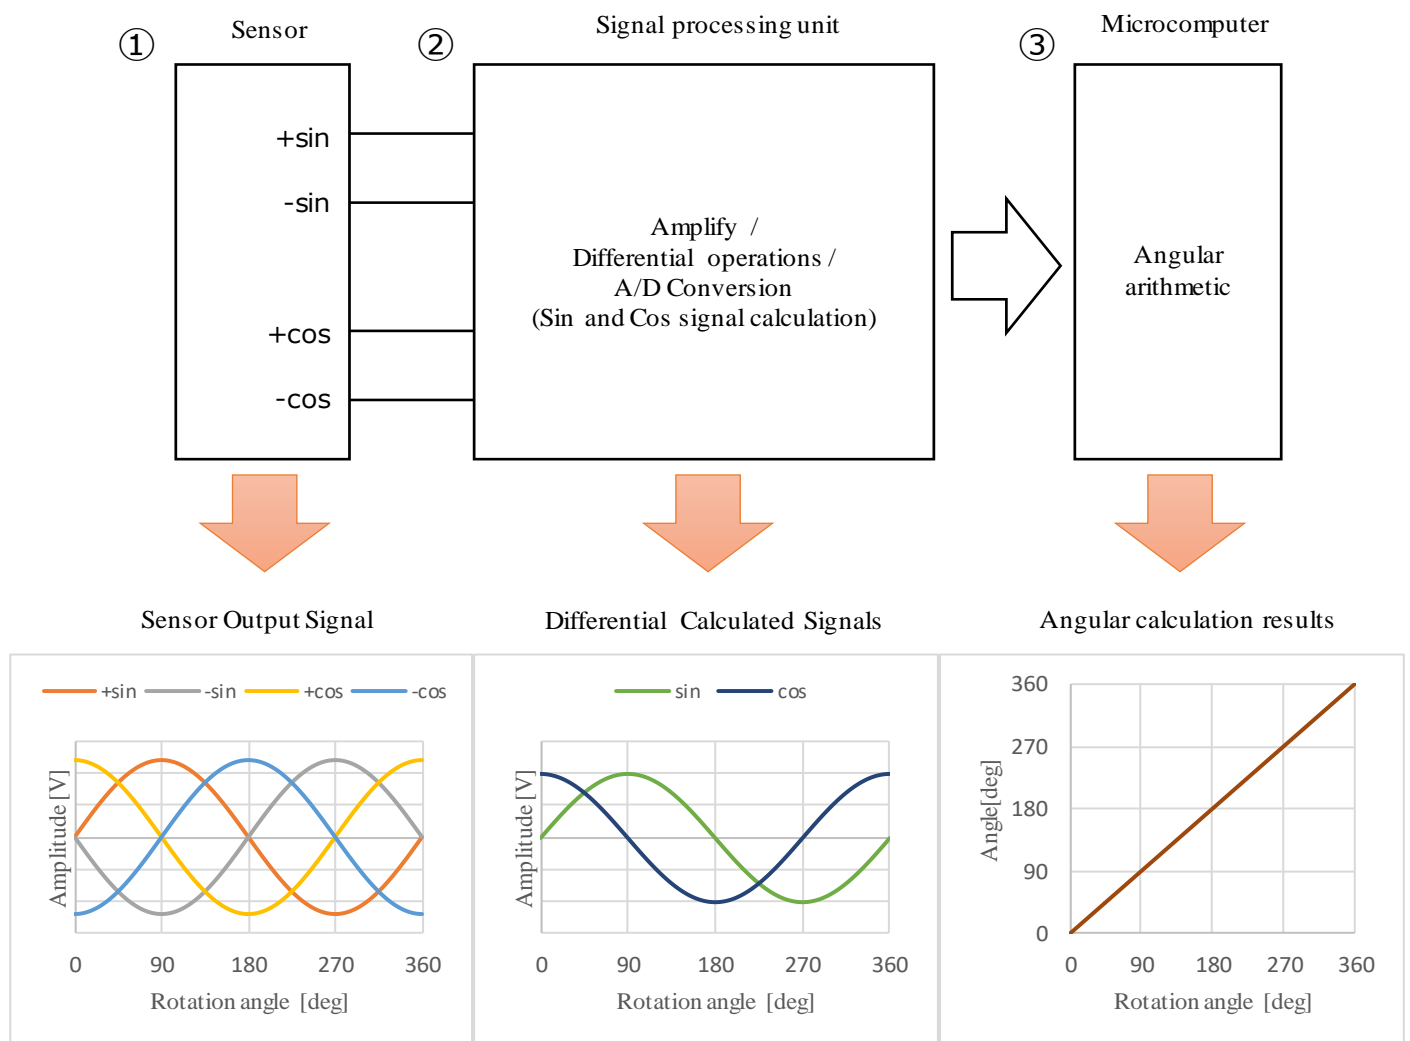 ①
Sensor
②
Signal processing unit
③
Microcomputer
+sin
-sin
+cos
-cos
Amplify /
Differential operations /
A/D Conversion
(Sin and Cos signal calculation)
Angular
arithmetic
Sensor Output Signal
Differential Calculated Signals
Angular calculation results
+sin -sin +cos -cos
Amplitude [V]
0 90 180 270 360
Rotation angle [deg]
sin cos
Amplitude [V]
0 90 180 270 360
Rotation angle [deg]
360
270
180
90
0
Angle[deg]
0 90 180 270 360
Rotation angle [deg]